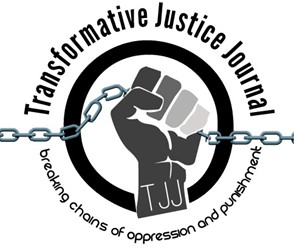 Transformative Justice Journal
TJJ
breaking chains of oppression and punishment